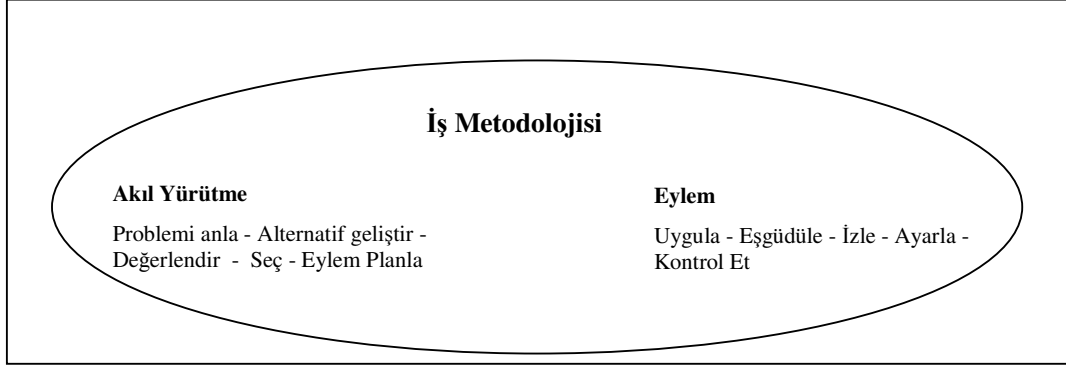 İş Metodolojisi
Akıl Yürütme
Problemi anla - Alternatif geliştir -
Değerlendir - Seç - Eylem Planla
Eylem
Uygula - Eşgüdüle - İzle - Ayarla -
Kontrol Et